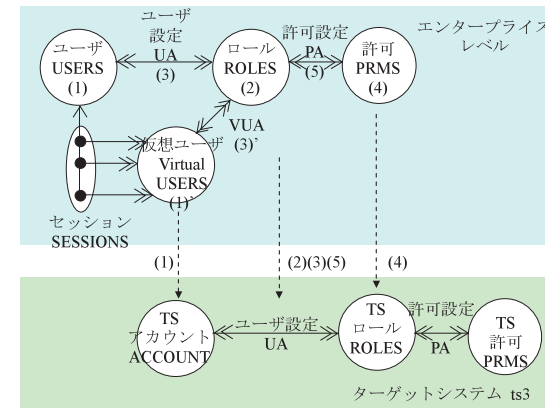 エンタープライズ
レベル
ユーザ
USERS
(1)
ユーザ
設定
UA
(3)
ロール
ROLES
(2)
許可設定
PA
(5)
許可
PRMS
(4)
VUA
(3)’
仮想ユーザ
Virtual
USERS
(1)’
セッション
SESSIONS
(1)
(2)(3)(5)
(4)
TS
アカウント
ACCOUNT
ユーザ設定
UA
TS
ロール
ROLES
許可設定
PA
TS
許可
PRMS
ターゲットシステム ts3